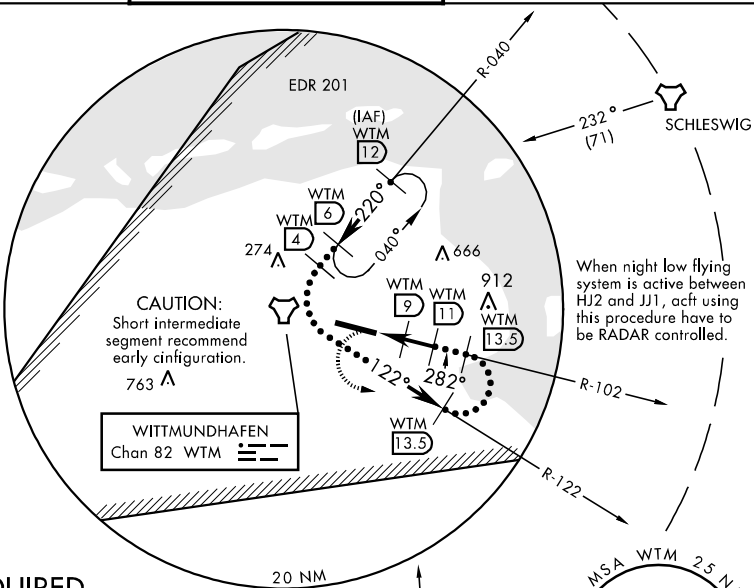 EDR 201
R-040
232°
(71)
SCHLESWIG
(IAF)
WTM
12
220°
WTM
6
040°
WTM
4
274
666
When night low flying
system is active between
HJ2 and JJ1, acft using
this procedure have to
be RADAR controlled.
912
WTM
9
WTM
11
WTM
13.5
CAUTION:
Short intermediate
segment recommend
early cinfiguration.
763
122°
282°
R-102
WITTMUNDHAFEN
Chan 82 WTM
WTM
13.5
R-122
20 NM
MSA WTM 25 N